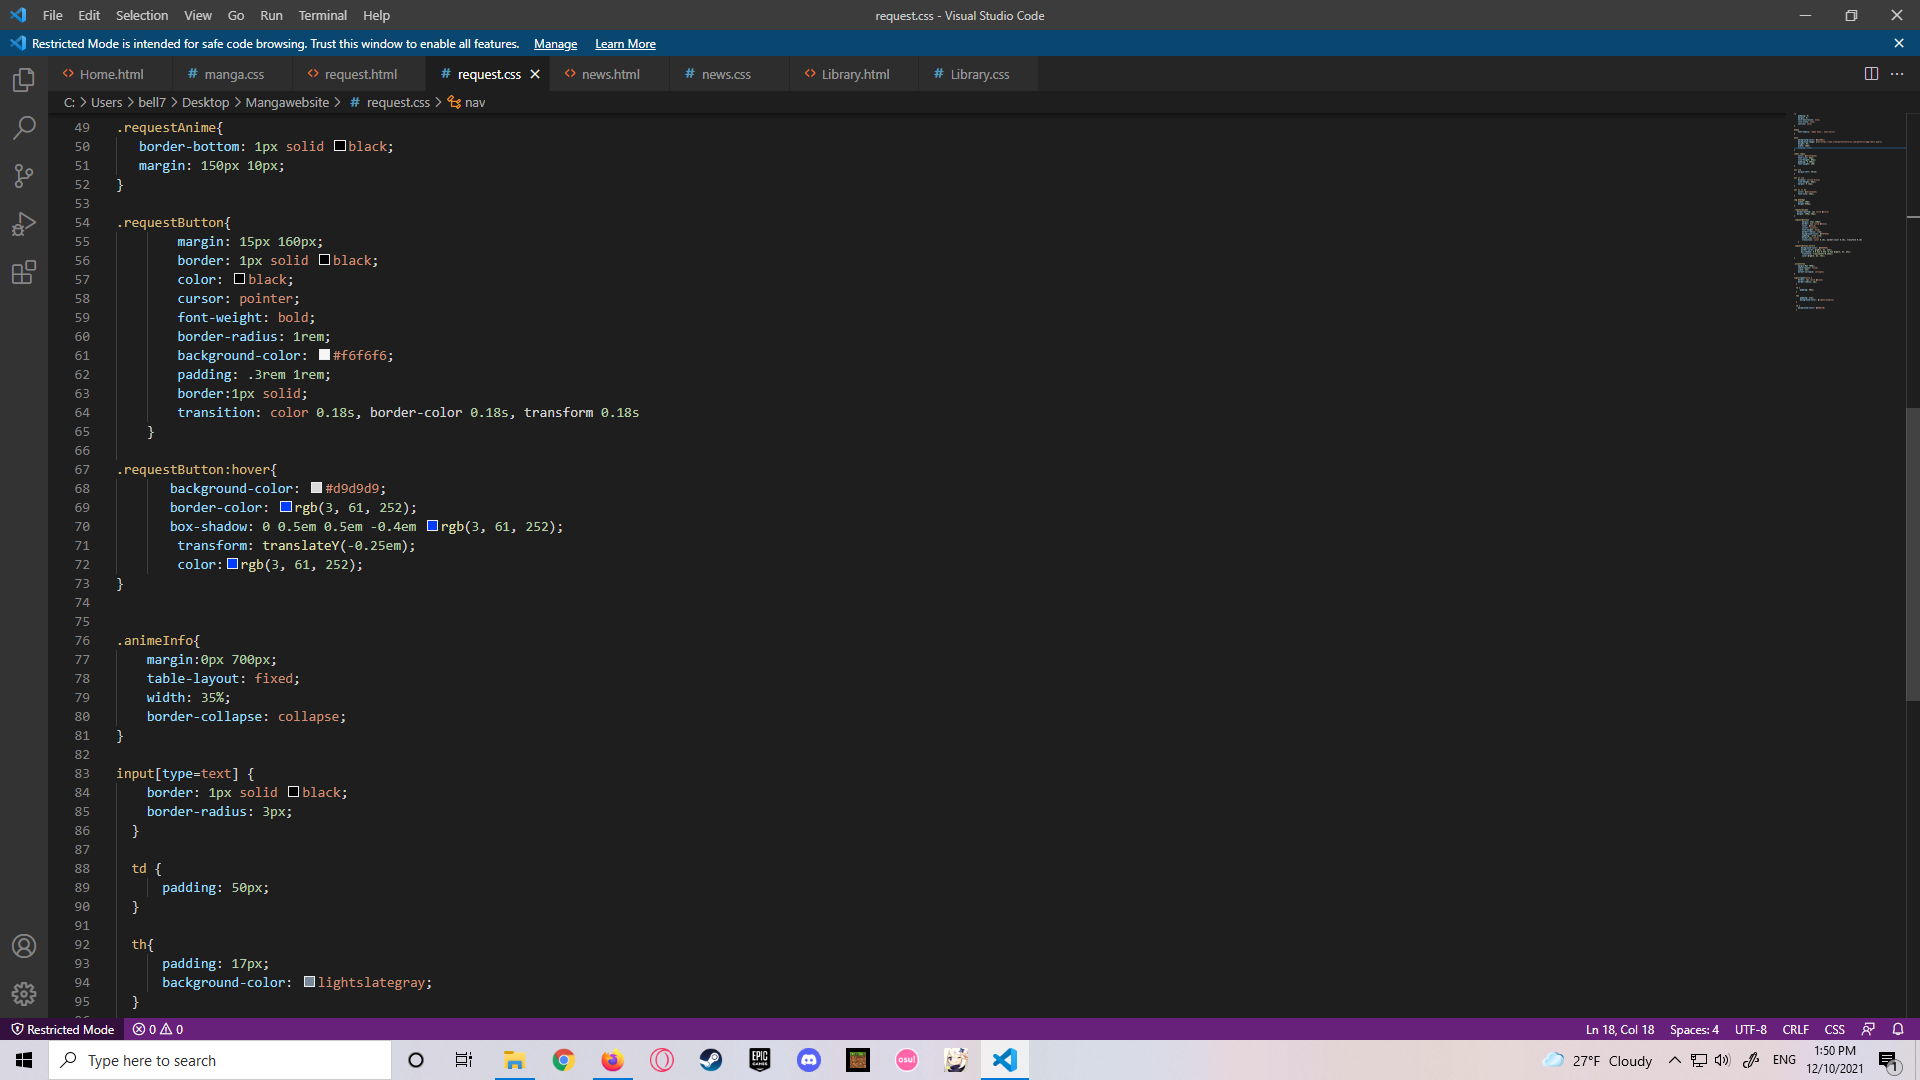 File Edit Selection View Go Run Terminal Help request.css - Visual Studio Code
Restricted Mode is intended for safe code browsing. Trust this window to enable all features. Manage Learn More
Home.html # manga.css request.html # request.css news.html # news.css Library.html # Library.css
C: > Users > bell7 > Desktop > Mangawebsite > # request.css > nav
49 .requestAnime{
50 border-bottom: 1px solid black;
51 margin: 150px 10px;
52 }
53
54 .requestButton{
55 margin: 15px 160px;
56 border: 1px solid black;
57 color: black;
58 cursor: pointer;
59 font-weight: bold;
60 border-radius: 1rem;
61 background-color: #f6f6f6;
62 padding: .3rem 1rem;
63 border:1px solid;
64 transition: color 0.18s, border-color 0.18s, transform 0.18s
65 }
66
67 .requestButton:hover{
68 background-color: #d9d9d9;
69 border-color: rgb(3, 61, 252);
70 box-shadow: 0 0.5em 0.5em -0.4em rgb(3, 61, 252);
71 transform: translateY(-0.25em);
72 color: rgb(3, 61, 252);
73 }
74
75
76 .animeInfo{
77 margin:0px 700px;
78 table-layout: fixed;
79 width: 35%;
80 border-collapse: collapse;
81 }
82
83 input[type=text] {
84 border: 1px solid black;
85 border-radius: 3px;
86 }
87
88 td {
89 padding: 50px;
90 }
91
92 th{
93 padding: 17px;
94 background-color: lightslategray;
95 }
Restricted Mode 0 0 Ln 18, Col 18 Spaces: 4 UTF-8 CRLF CSS
Type here to search EPIC GAMES osu! 27°F Cloudy ENG 1:50 PM
12/10/2021 1